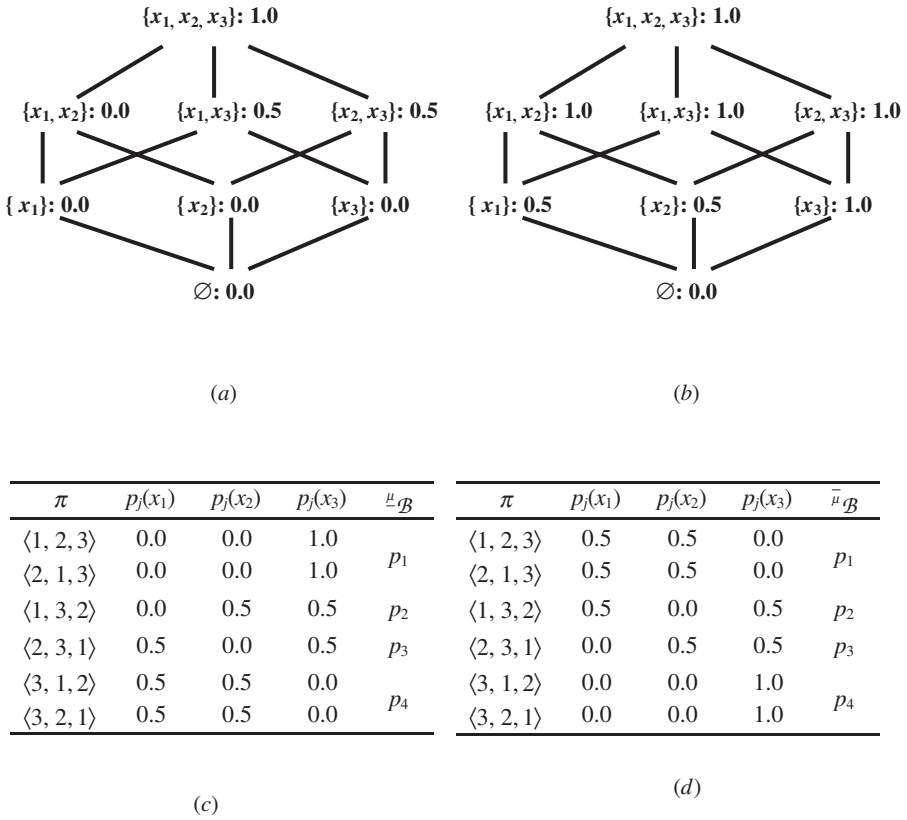 {x₁, x₂, x₃}: 1.0
{x₁, x₂}: 0.0 {x₁, x₃}: 0.5 {x₂, x₃}: 0.5
{ x₁}: 0.0 { x₂}: 0.0 {x₃}: 0.0
∅: 0.0
(a)
{x₁, x₂, x₃}: 1.0
{x₁, x₂}: 1.0 {x₁, x₃}: 1.0 {x₂, x₃}: 1.0
{ x₁}: 0.5 { x₂}: 0.5 {x₃}: 1.0
∅: 0.0
(b)
π pⱼ(x₁) pⱼ(x₂) pⱼ(x₃) μ̲ℬ
⟨1, 2, 3⟩ 0.0 0.0 1.0
p₁
⟨2, 1, 3⟩ 0.0 0.0 1.0
⟨1, 3, 2⟩ 0.0 0.5 0.5 p₂
⟨2, 3, 1⟩ 0.5 0.0 0.5 p₃
⟨3, 1, 2⟩ 0.5 0.5 0.0
p₄
⟨3, 2, 1⟩ 0.5 0.5 0.0
(c)
π pⱼ(x₁) pⱼ(x₂) pⱼ(x₃) μ̅ℬ
⟨1, 2, 3⟩ 0.5 0.5 0.0
p₁
⟨2, 1, 3⟩ 0.5 0.5 0.0
⟨1, 3, 2⟩ 0.5 0.0 0.5 p₂
⟨2, 3, 1⟩ 0.0 0.5 0.5 p₃
⟨3, 1, 2⟩ 0.0 0.0 1.0
p₄
⟨3, 2, 1⟩ 0.0 0.0 1.0
(d)